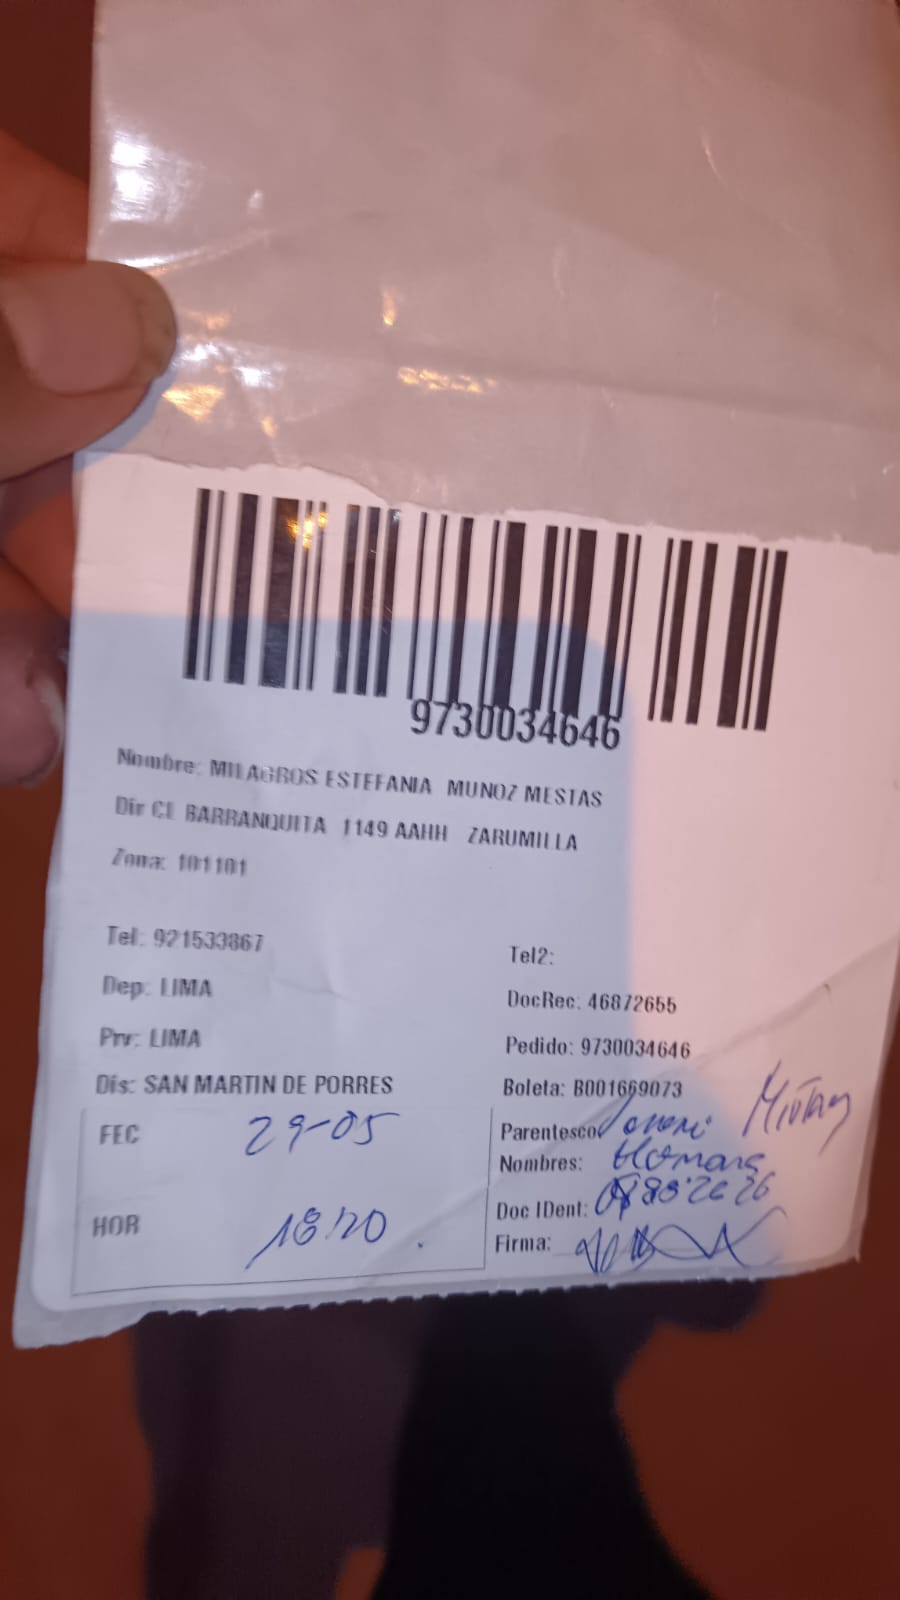 9730034646
Nombre: MILAGROS ESTEFANIA MUNOZ MESTAS
Dir CL BARRANQUITA 1149 AAHH ZARUMILLA
Zona: 101101
Tel: 921533867
Tel2:
Dep: LIMA
DocRec: 46872655
Prv: LIMA
Pedido: 9730034646
Dis: SAN MARTIN DE PORRES
Boleta: B001669073
FEC 29-05
Parentesco
Nombres:
HOR 18:20
Doc IDent:
Firma: